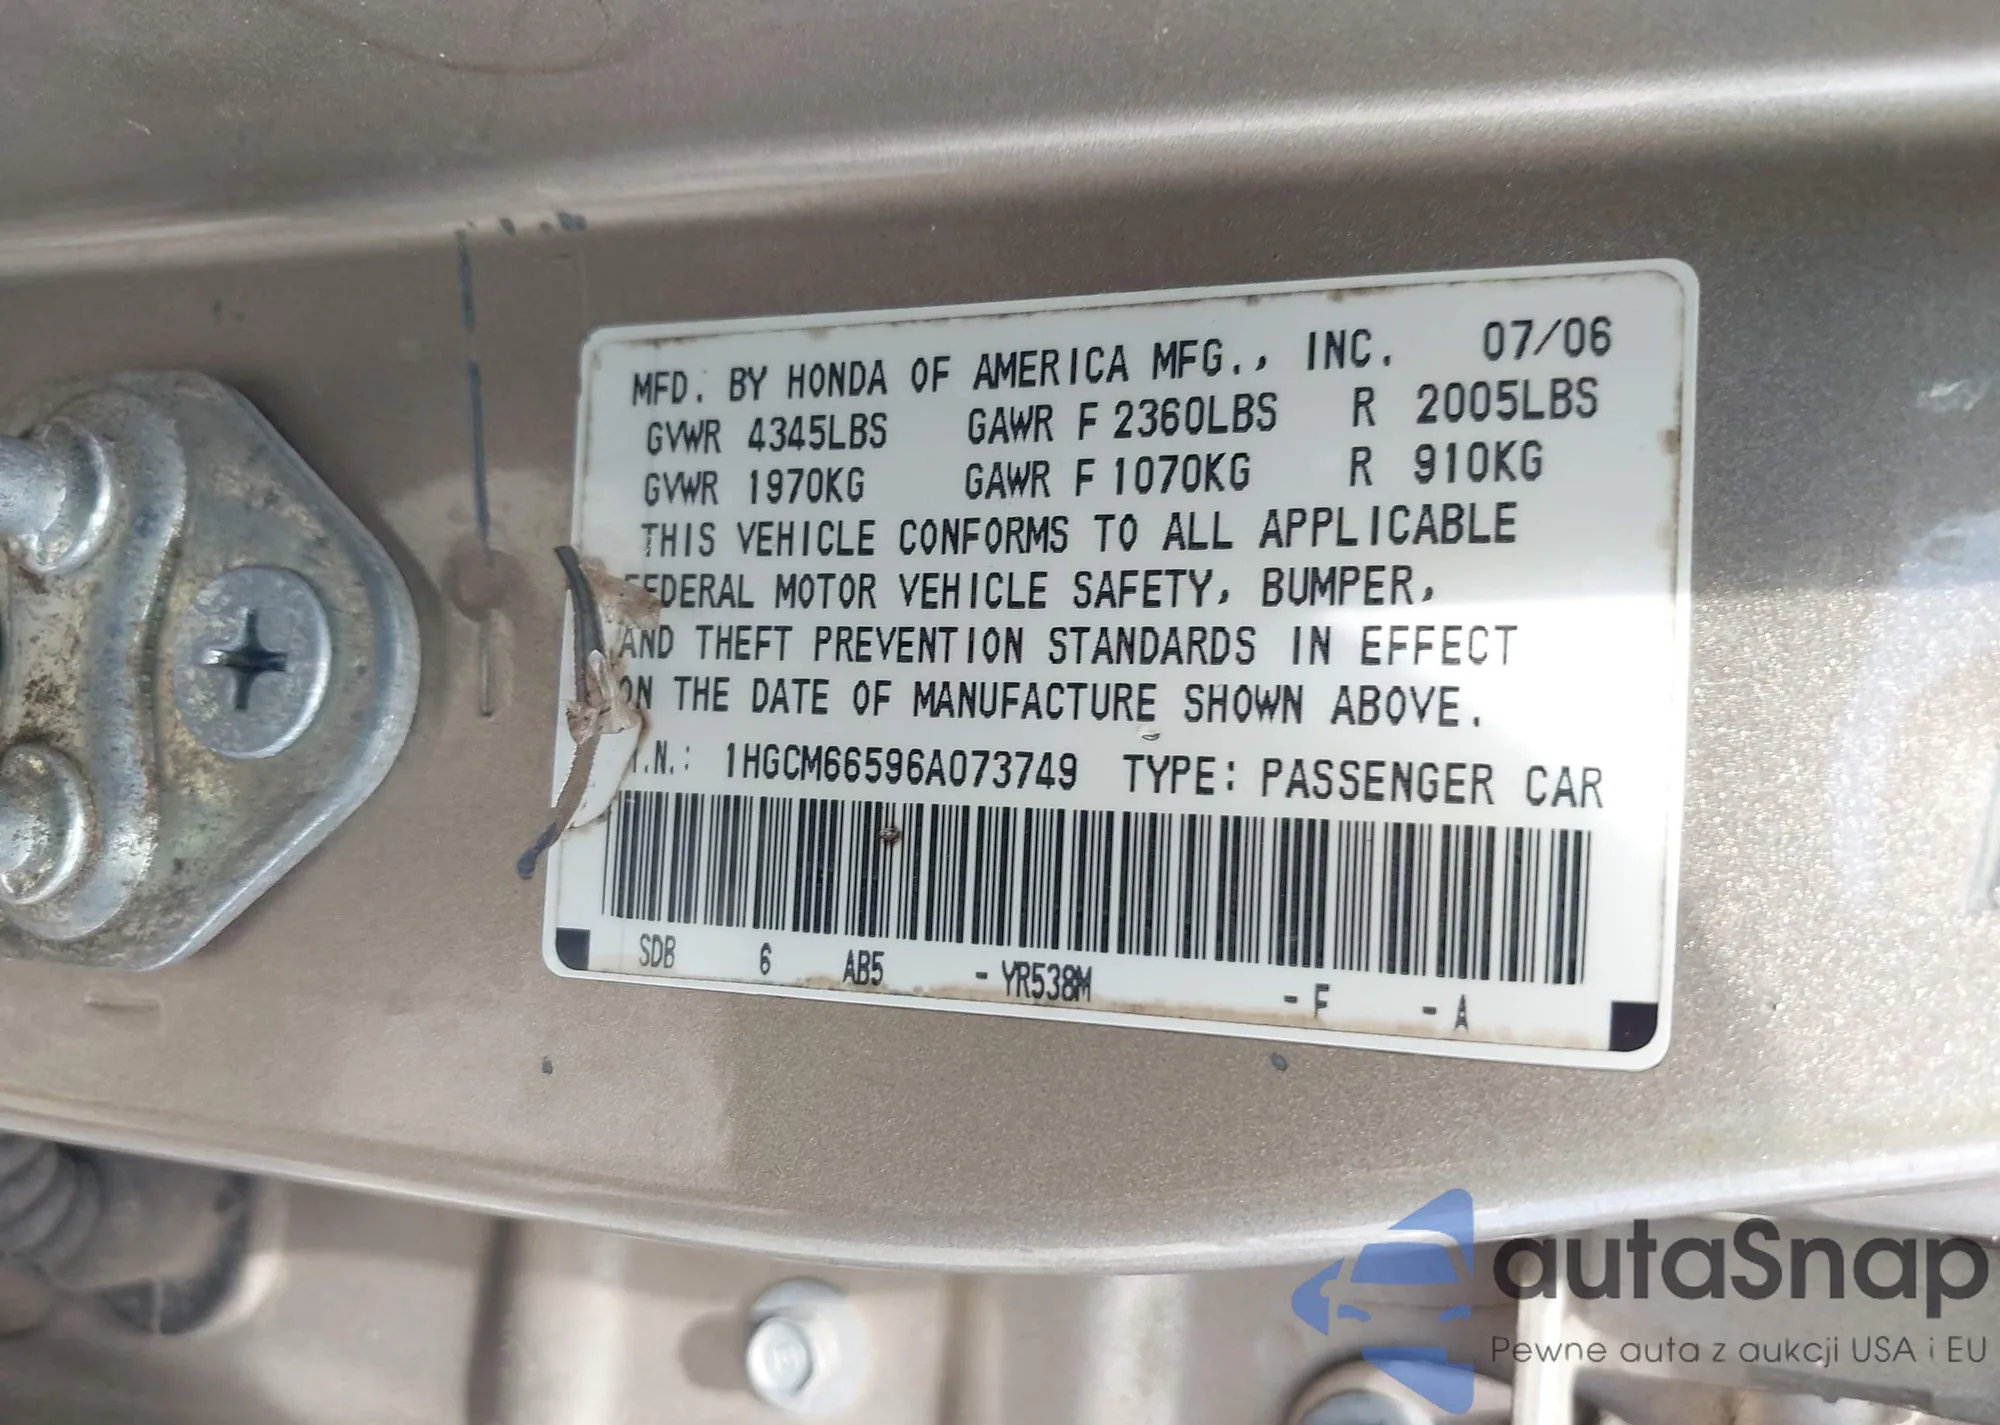 MFD. BY HONDA OF AMERICA MFG., INC. 07/06
GVWR 4345LBS GAWR F 2360LBS R 2005LBS
GVWR 1970KG GAWR F 1070KG R 910KG
THIS VEHICLE CONFORMS TO ALL APPLICABLE
FEDERAL MOTOR VEHICLE SAFETY, BUMPER,
AND THEFT PREVENTION STANDARDS IN EFFECT
ON THE DATE OF MANUFACTURE SHOWN ABOVE.
.I.N.: 1HGCM66596A073749 TYPE: PASSENGER CAR
SDB 6 AB5 - YR538M - F - A
autaSnap
Pewne auta z aukcji USA i EU